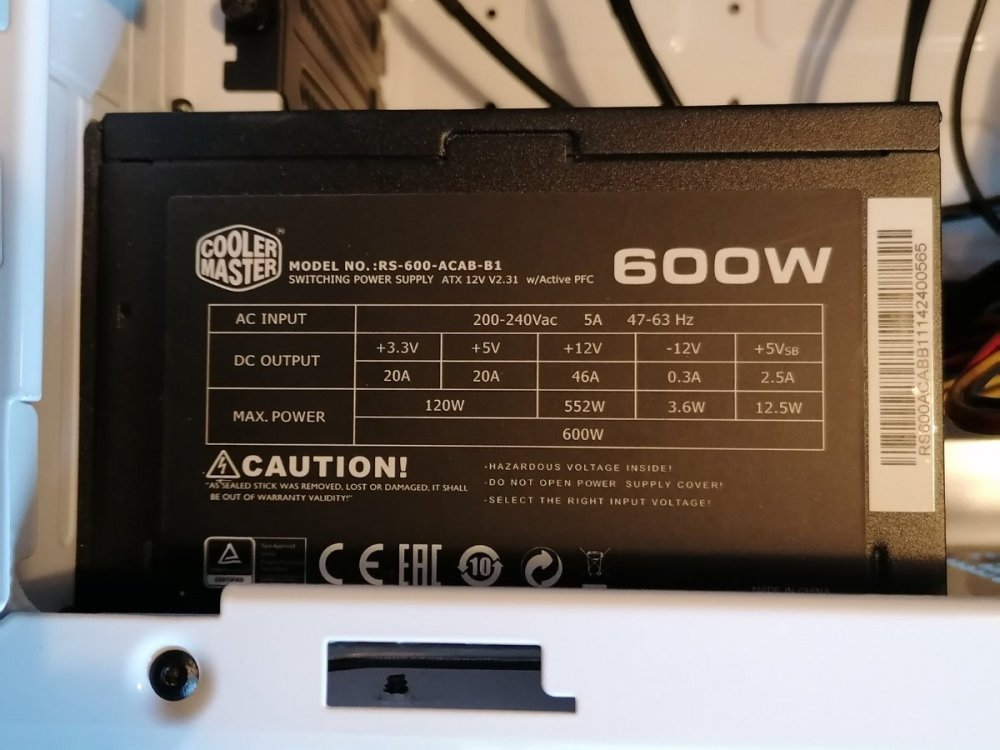 COOLER
MASTER ®
MODEL NO.:RS-600-ACAB-B1
SWITCHING POWER SUPPLY ATX 12V V2.31 w/Active PFC
600W
AC INPUT 200-240Vac 5A 47-63 Hz
DC OUTPUT +3.3V +5V +12V -12V +5VSB
20A 20A 46A 0.3A 2.5A
MAX. POWER 120W 552W 3.6W 12.5W
600W
CAUTION!
"AS SEALED STICK WAS REMOVED, LOST OR DAMAGED, IT SHALL
BE OUT OF WARRANTY VALIDITY!"
-HAZARDOUS VOLTAGE INSIDE!
-DO NOT OPEN POWER SUPPLY COVER!
-SELECT THE RIGHT INPUT VOLTAGE!
CERTIFIED
CE EAC 10
MADE IN CHINA
RS600ACABB11142400565